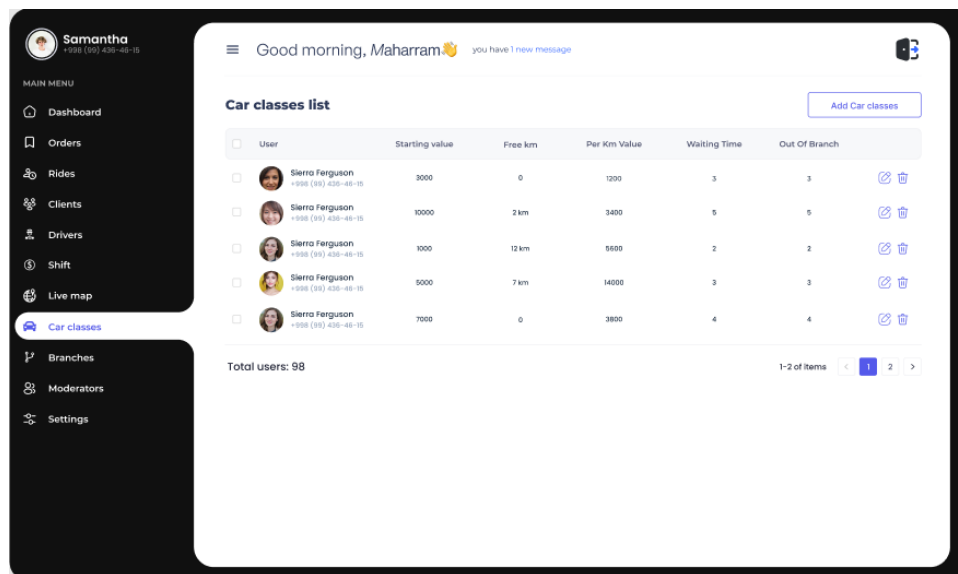 Samantha
+998 (99) 436-46-15
MAIN MENU
Dashboard
Orders
Rides
Clients
Drivers
Shift
Live map
Car classes
Branches
Moderators
Settings
Good morning, Maharram👋 you have 1 new message
Car classes list
Add Car classes
User Starting value Free km Per Km Value Waiting Time Out Of Branch
Sierra Ferguson 3000 0 1200 3 3
+998 (99) 436-46-15
Sierra Ferguson 10000 2 km 3400 5 5
+998 (99) 436-46-15
Sierra Ferguson 1000 12 km 5600 2 2
+998 (99) 436-46-15
Sierra Ferguson 5000 7 km 14000 3 3
+998 (99) 436-46-15
Sierra Ferguson 7000 0 3800 4 4
+998 (99) 436-46-15
Total users: 98
1-2 of items < 1 2 >